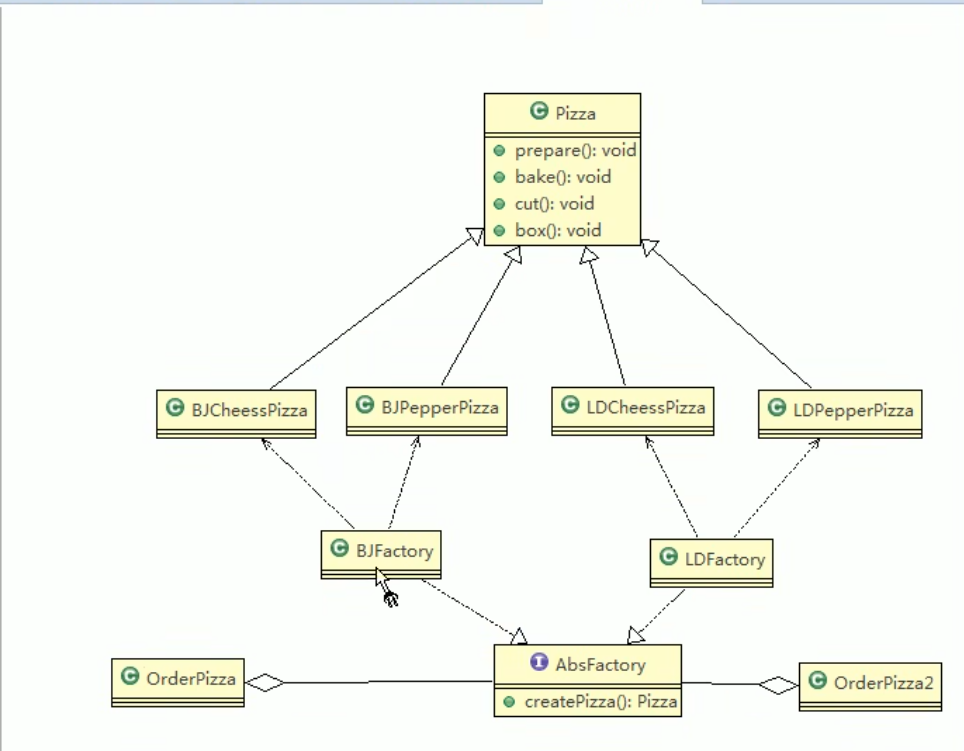 Pizza
prepare(): void
bake(): void
cut(): void
box(): void
BJCheessPizza
BJPepperPizza
LDCheessPizza
LDPepperPizza
BJFactory
LDFactory
OrderPizza
AbsFactory
createPizza(): Pizza
OrderPizza2